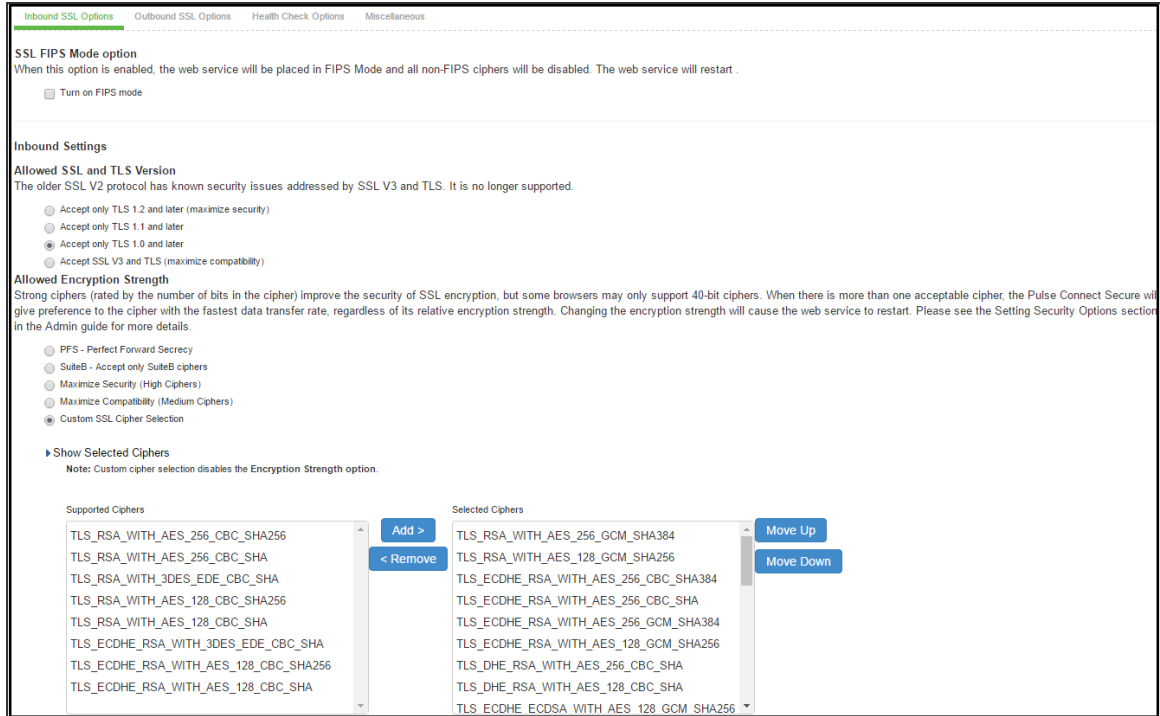 Inbound SSL Options Outbound SSL Options Health Check Options Miscellaneous
SSL FIPS Mode option
When this option is enabled, the web service will be placed in FIPS Mode and all non-FIPS ciphers will be disabled. The web service will restart .
Turn on FIPS mode
Inbound Settings
Allowed SSL and TLS Version
The older SSL V2 protocol has known security issues addressed by SSL V3 and TLS. It is no longer supported.
Accept only TLS 1.2 and later (maximize security)
Accept only TLS 1.1 and later
Accept only TLS 1.0 and later
Accept SSL V3 and TLS (maximize compatibility)
Allowed Encryption Strength
Strong ciphers (rated by the number of bits in the cipher) improve the security of SSL encryption, but some browsers may only support 40-bit ciphers. When there is more than one acceptable cipher, the Pulse Connect Secure will
give preference to the cipher with the fastest data transfer rate, regardless of its relative encryption strength. Changing the encryption strength will cause the web service to restart. Please see the Setting Security Options section
in the Admin guide for more details.
PFS - Perfect Forward Secrecy
SuiteB - Accept only SuiteB ciphers
Maximize Security (High Ciphers)
Maximize Compatibility (Medium Ciphers)
Custom SSL Cipher Selection
Show Selected Ciphers
Note: Custom cipher selection disables the Encryption Strength option.
Supported Ciphers
TLS_RSA_WITH_AES_256_CBC_SHA256
TLS_RSA_WITH_AES_256_CBC_SHA
TLS_RSA_WITH_3DES_EDE_CBC_SHA
TLS_RSA_WITH_AES_128_CBC_SHA256
TLS_RSA_WITH_AES_128_CBC_SHA
TLS_ECDHE_RSA_WITH_3DES_EDE_CBC_SHA
TLS_ECDHE_RSA_WITH_AES_128_CBC_SHA256
TLS_ECDHE_RSA_WITH_AES_128_CBC_SHA
Add >
< Remove
Selected Ciphers
TLS_RSA_WITH_AES_256_GCM_SHA384
TLS_RSA_WITH_AES_128_GCM_SHA256
TLS_ECDHE_RSA_WITH_AES_256_CBC_SHA384
TLS_ECDHE_RSA_WITH_AES_256_CBC_SHA
TLS_ECDHE_RSA_WITH_AES_256_GCM_SHA384
TLS_ECDHE_RSA_WITH_AES_128_GCM_SHA256
TLS_DHE_RSA_WITH_AES_256_CBC_SHA
TLS_DHE_RSA_WITH_AES_128_CBC_SHA
TLS_ECDHE_ECDSA_WITH_AES_128_GCM_SHA256
Move Up
Move Down